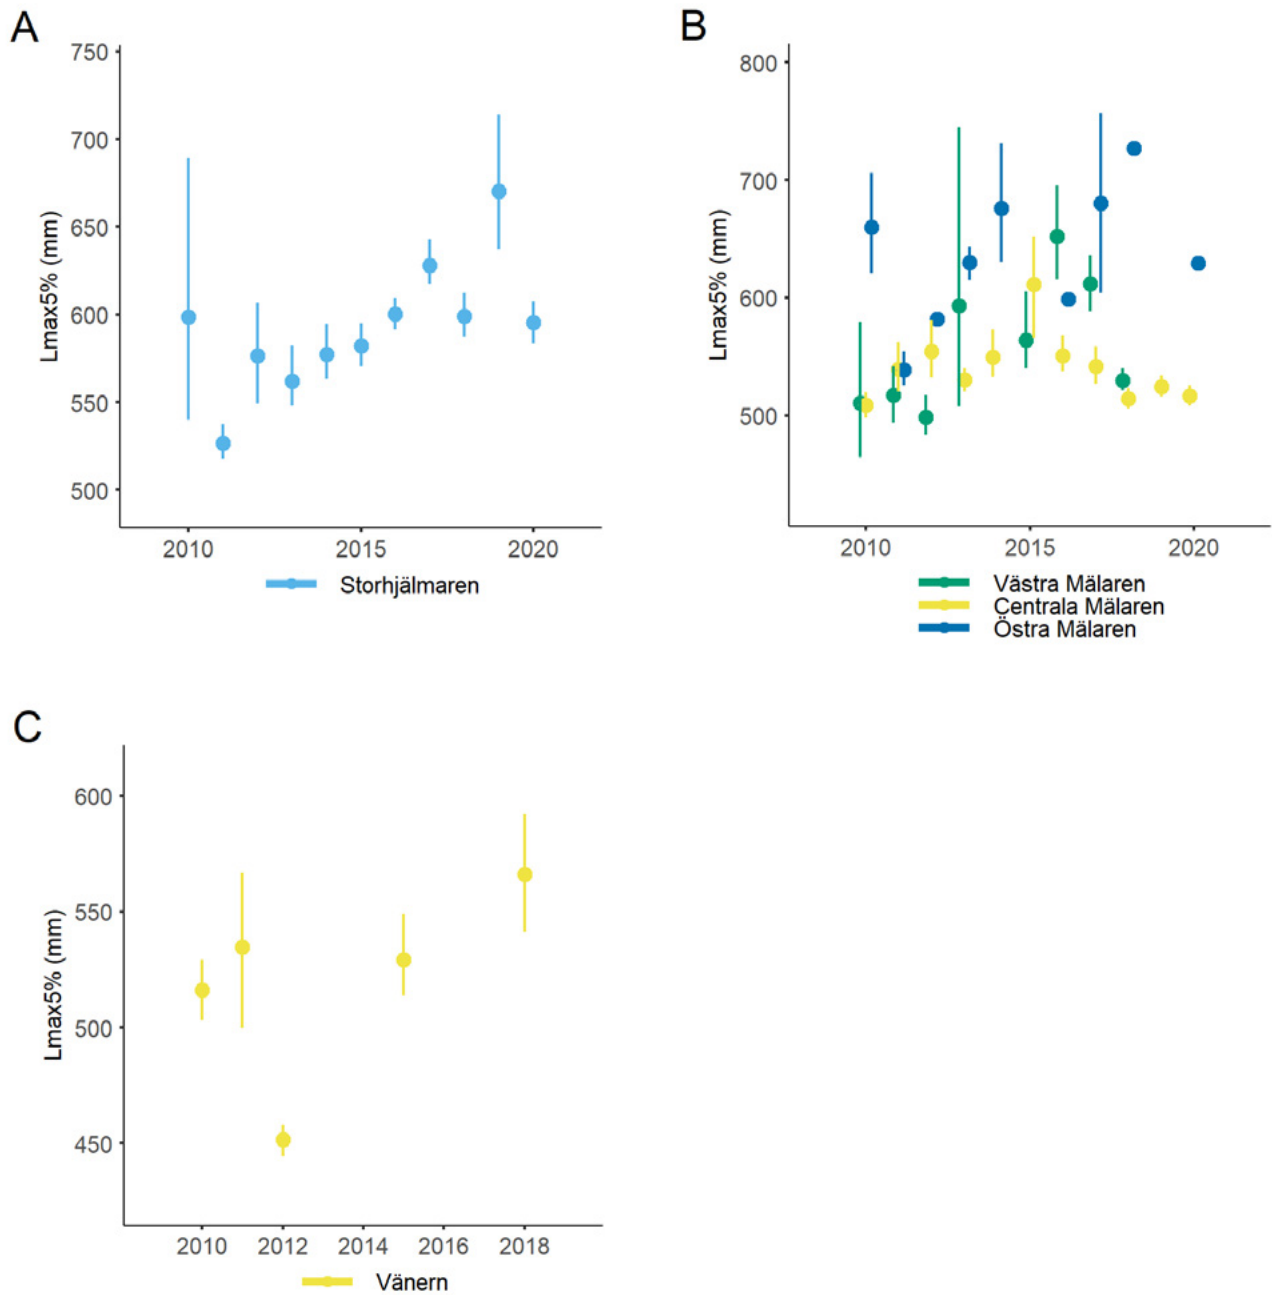 A
750
700
650
600
550
500
Lmax5% (mm)
2010 2015 2020
Storhjälmaren
B
800
700
600
500
Lmax5% (mm)
2010 2015 2020
Västra Mälaren
Centrala Mälaren
Östra Mälaren
C
600
550
500
450
Lmax5% (mm)
2010 2012 2014 2016 2018
Vänern